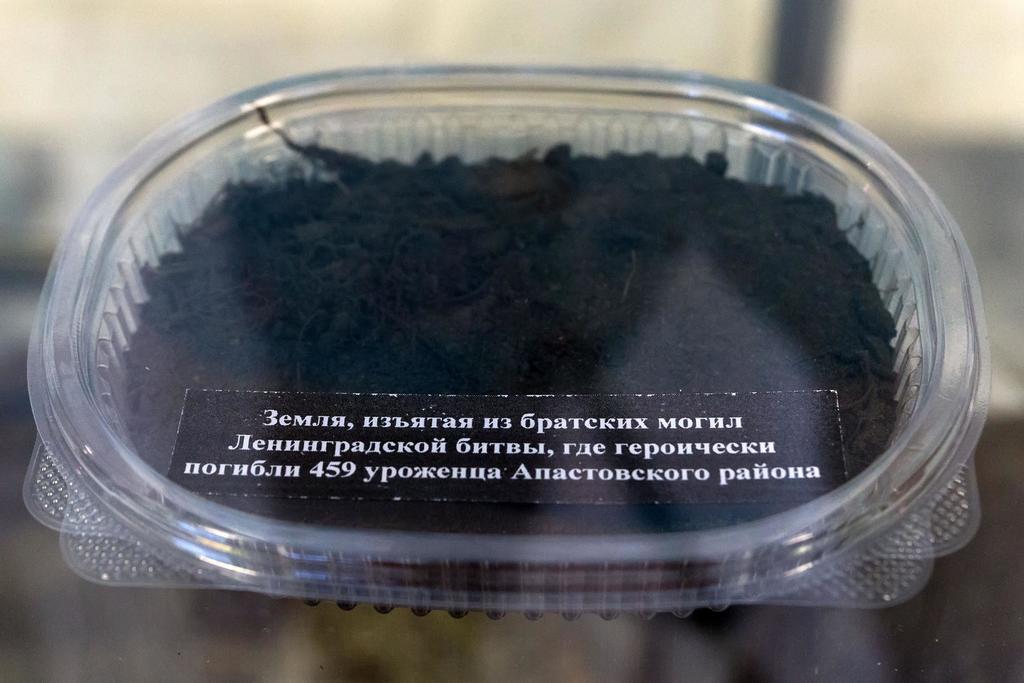 Земля, изъятая из братских могил
Ленинградской битвы, где героически
погибли 459 уроженца Апастовского района